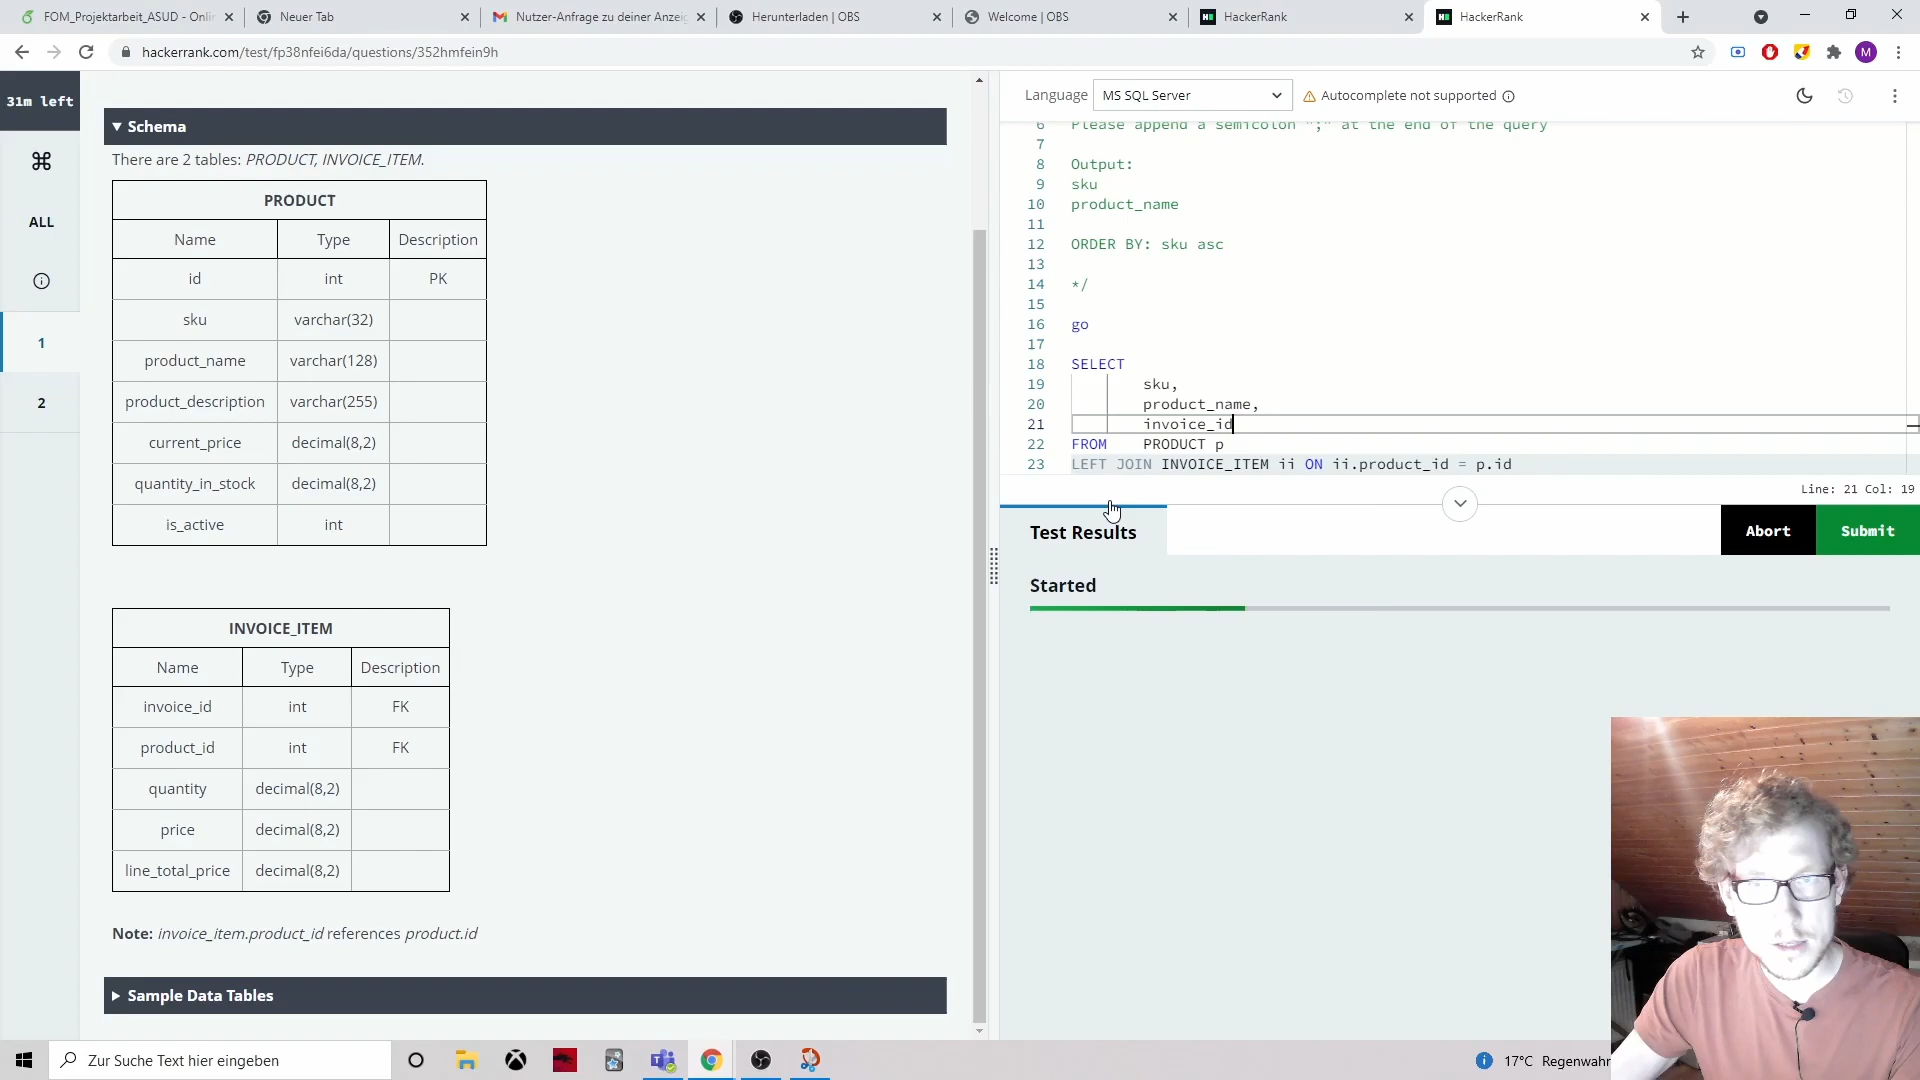 FOM_Projektarbeit_ASUD - Onlin
Neuer Tab
Nutzer-Anfrage zu deiner Anzeig
Herunterladen | OBS
Welcome | OBS
HackerRank
HackerRank
hackerrank.com/test/fp38nfei6da/questions/352hmfein9h
M
31m left
ALL
1
2
Schema
There are 2 tables: PRODUCT, INVOICE_ITEM.
PRODUCT
Name Type Description
id int PK
sku varchar(32)
product_name varchar(128)
product_description varchar(255)
current_price decimal(8,2)
quantity_in_stock decimal(8,2)
is_active int
INVOICE_ITEM
Name Type Description
invoice_id int FK
product_id int FK
quantity decimal(8,2)
price decimal(8,2)
line_total_price decimal(8,2)
Note: invoice_item.product_id references product.id
Sample Data Tables
Language MS SQL Server Autocomplete not supported
6 Please append a semicolon ";" at the end of the query
7
8 Output:
9 sku
10 product_name
11
12 ORDER BY: sku asc
13
14 */
15
16 go
17
18 SELECT
19 sku,
20 product_name,
21 invoice_id
22 FROM PRODUCT p
23 LEFT JOIN INVOICE_ITEM ii ON ii.product_id = p.id
Line: 21 Col: 19
Test Results
Abort
Submit
Started
Zur Suche Text hier eingeben
17°C Regenwahr